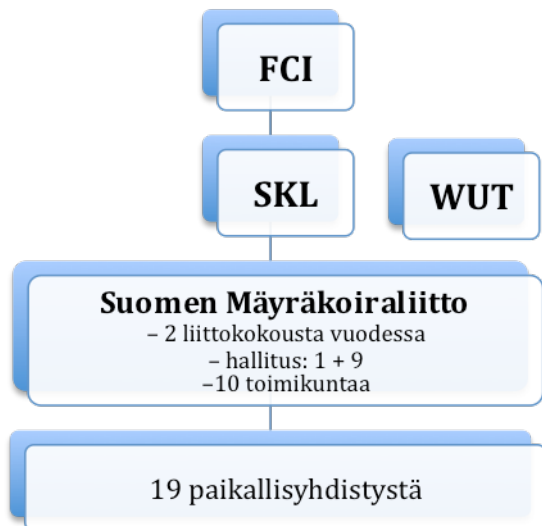 FCI
SKL
WUT
Suomen Mäyräkoiraliitto
– 2 liittokokousta vuodessa
– hallitus: 1 + 9
–10 toimikuntaa
19 paikallisyhdistystä